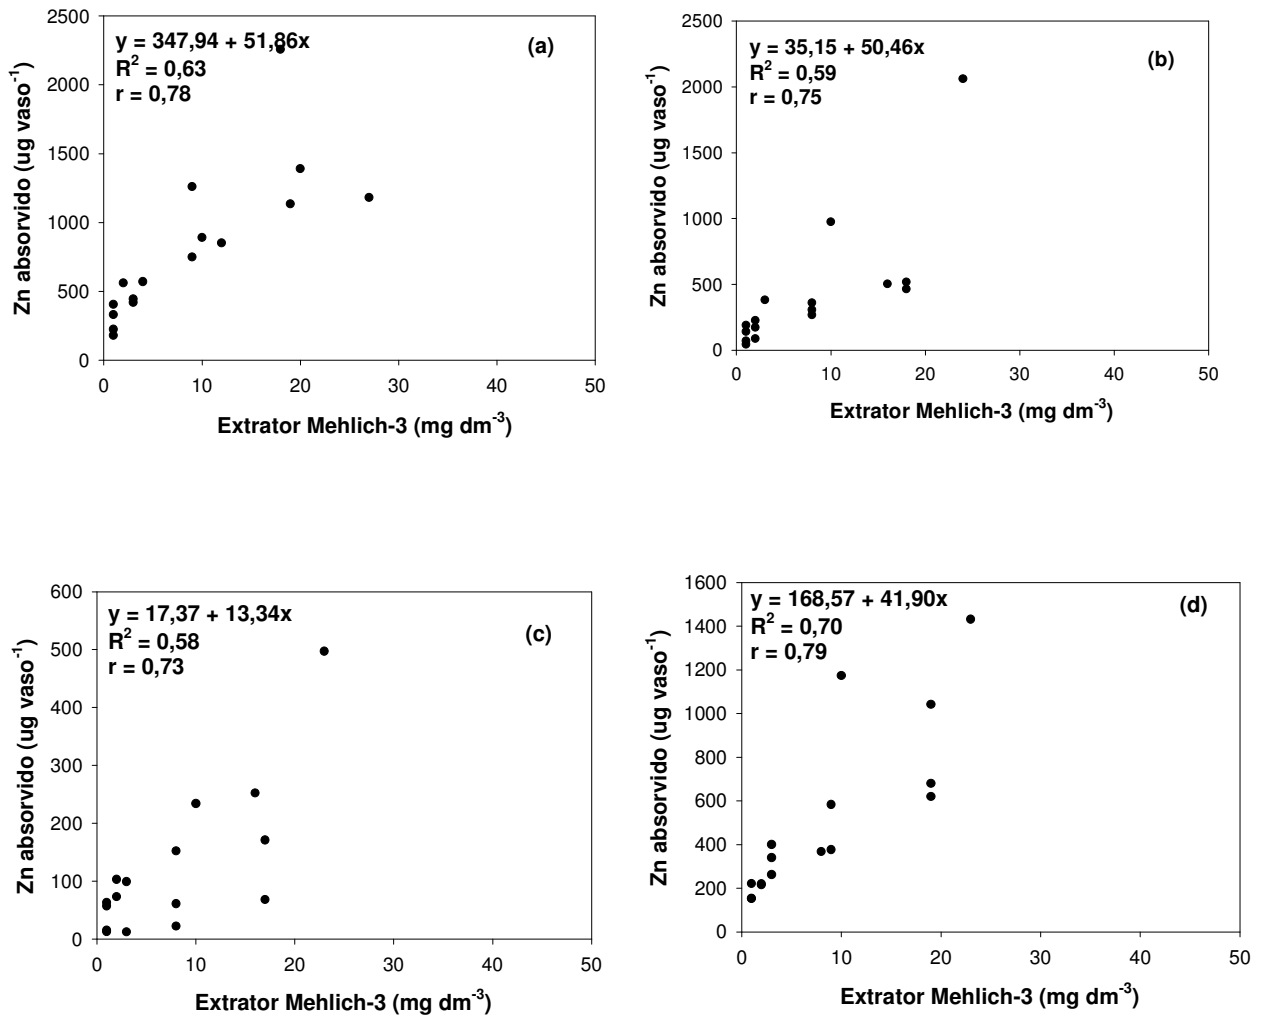 y = 347,94 + 51,86x
R² = 0,63
r = 0,78
(a)
2500
2000
1500
1000
500
0
0 10 20 30 40 50
Zn absorvido (ug vaso⁻¹)
Extrator Mehlich-3 (mg dm⁻³)
y = 35,15 + 50,46x
R² = 0,59
r = 0,75
(b)
2500
2000
1500
1000
500
0
0 10 20 30 40 50
Zn absorvido (ug vaso⁻¹)
Extrator Mehlich-3 (mg dm⁻³)
y = 17,37 + 13,34x
R² = 0,58
r = 0,73
(c)
600
500
400
300
200
100
0
0 10 20 30 40 50
Zn absorvido (ug vaso⁻¹)
Extrator Mehlich-3 (mg dm⁻³)
y = 168,57 + 41,90x
R² = 0,70
r = 0,79
(d)
1600
1400
1200
1000
800
600
400
200
0
0 10 20 30 40 50
Zn absorvido (ug vaso⁻¹)
Extrator Mehlich-3 (mg dm⁻³)